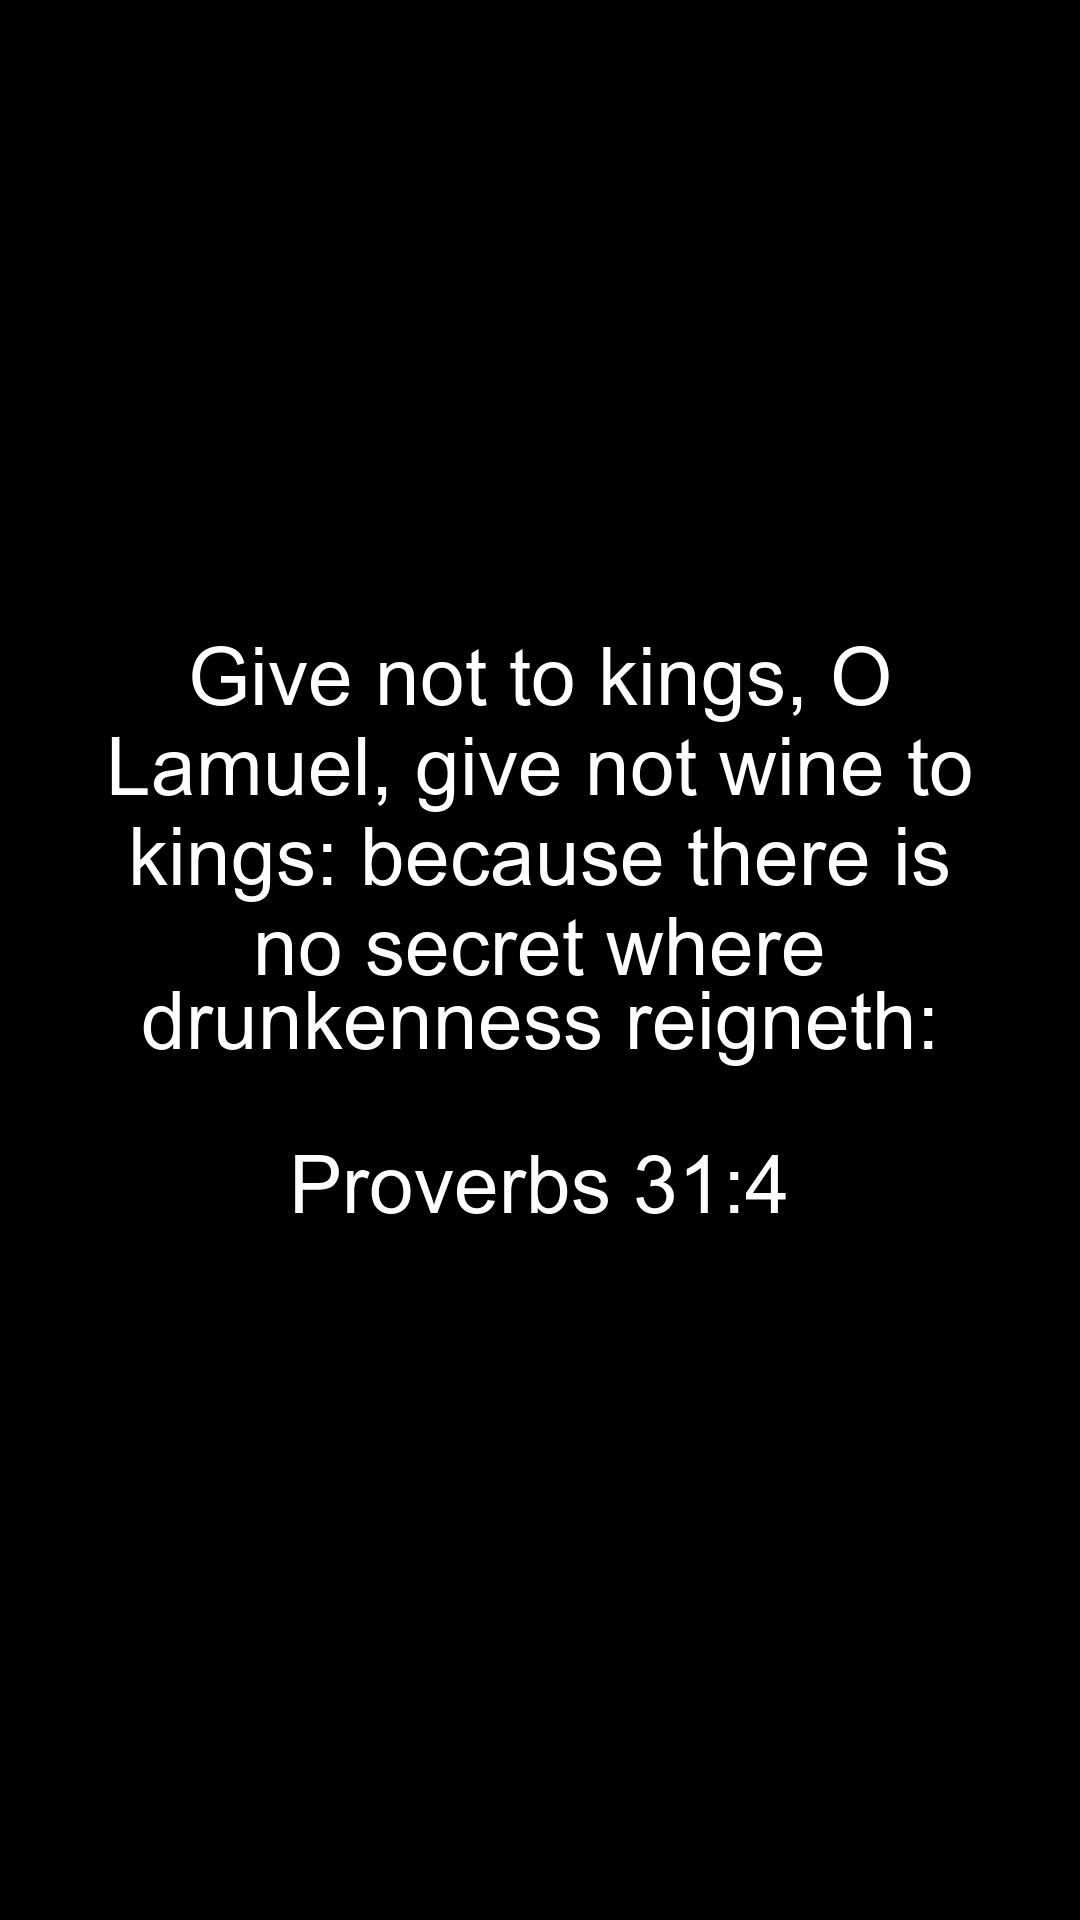 Give not to kings, O
Lamuel, give not wine to
kings: because there is
no secret where
drunkenness reigneth:
Proverbs 31:4